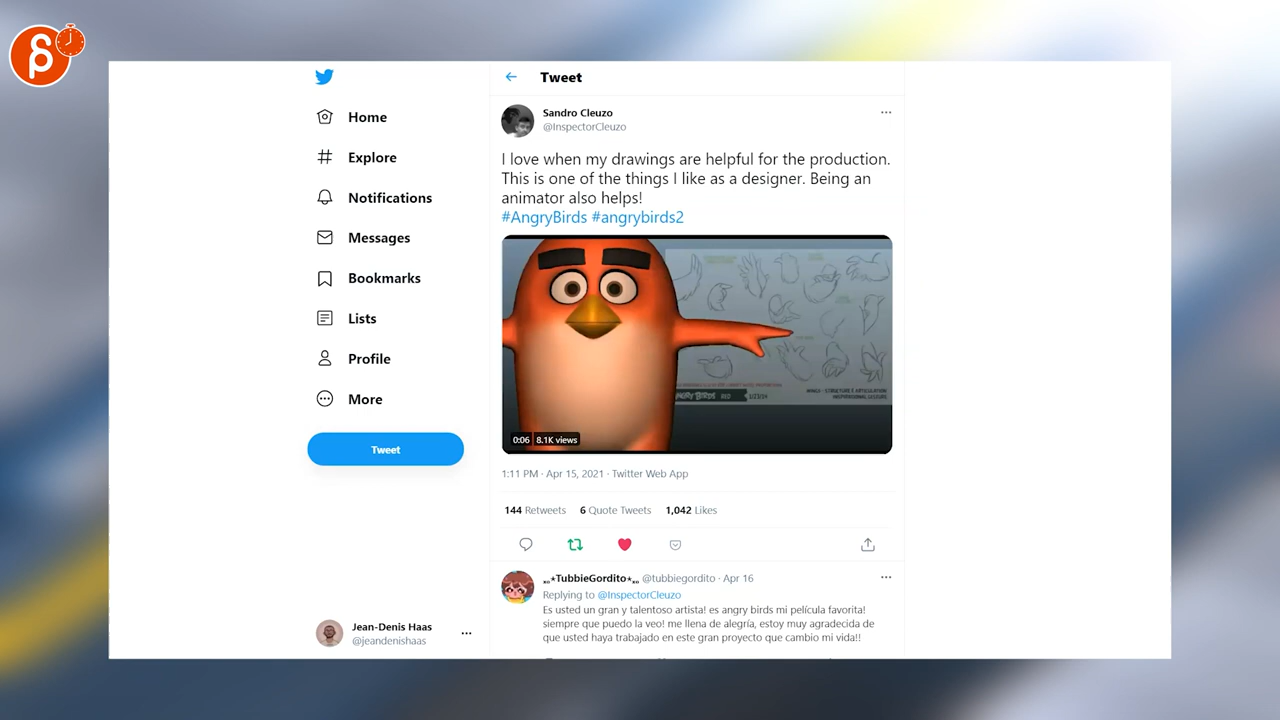 Tweet
Home
Explore
Notifications
Messages
Bookmarks
Lists
Profile
More
Tweet
Jean-Denis Haas
@jeandenishaas
Sandro Cleuzo
@InspectorCleuzo
I love when my drawings are helpful for the production.
This is one of the things I like as a designer. Being an
animator also helps!
#AngryBirds #angrybirds2
ANGRY BIRDS
1/23/14
0:06 8.1K views
1:11 PM · Apr 15, 2021 · Twitter Web App
144 Retweets 6 Quote Tweets 1,042 Likes
⁎TubbieGordito⁎ @tubbiegordito · Apr 16
Replying to @InspectorCleuzo
Es usted un gran y talentoso artista! es angry birds mi película favorita!
siempre que puedo la veo! me llena de alegría, estoy muy agradecida de
que usted haya trabajado en este gran proyecto que cambio mi vida!!